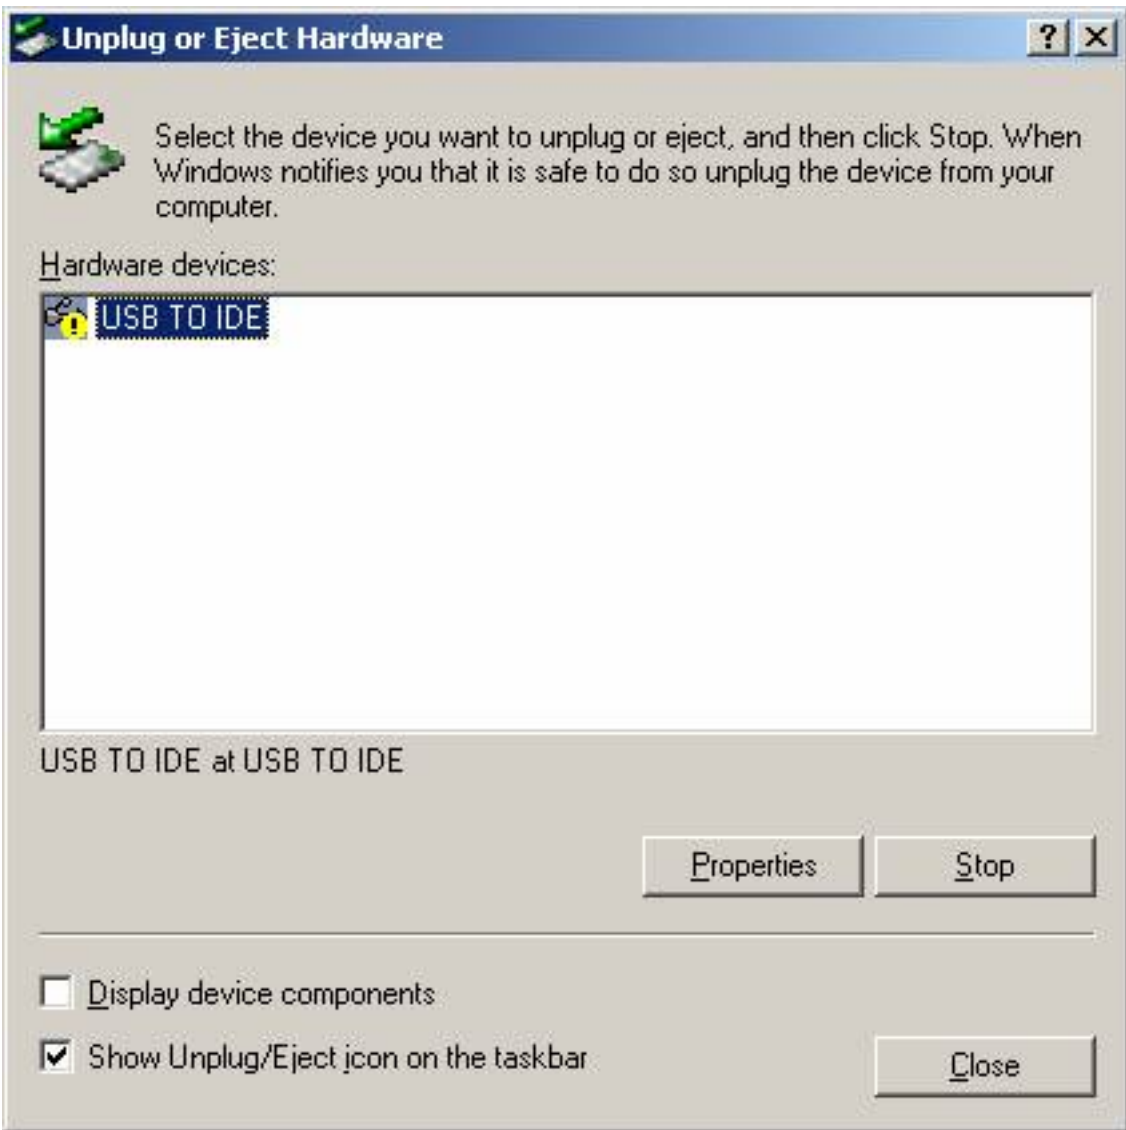 Unplug or Eject Hardware
Select the device you want to unplug or eject, and then click Stop. When
Windows notifies you that it is safe to do so unplug the device from your
computer.
Hardware devices:
USB TO IDE
USB TO IDE at USB TO IDE
Properties
Stop
Display device components
Show Unplug/Eject icon on the taskbar
Close